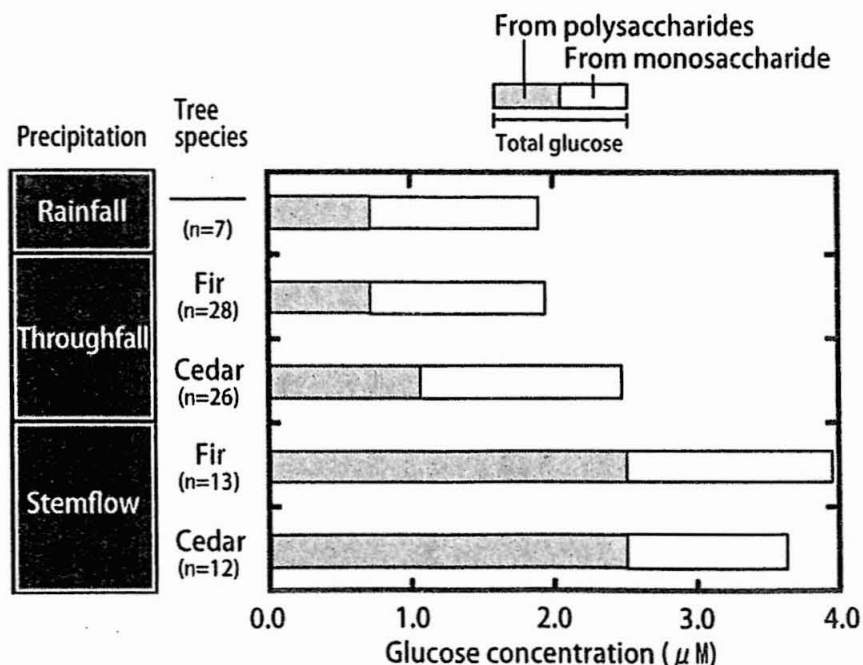 From polysaccharides
From monosaccharide
Total glucose
Precipitation
Tree
species
Rainfall
(n=7)
Throughfall
Fir
(n=28)
Cedar
(n=26)
Stemflow
Fir
(n=13)
Cedar
(n=12)
0.0 1.0 2.0 3.0 4.0
Glucose concentration (μM)